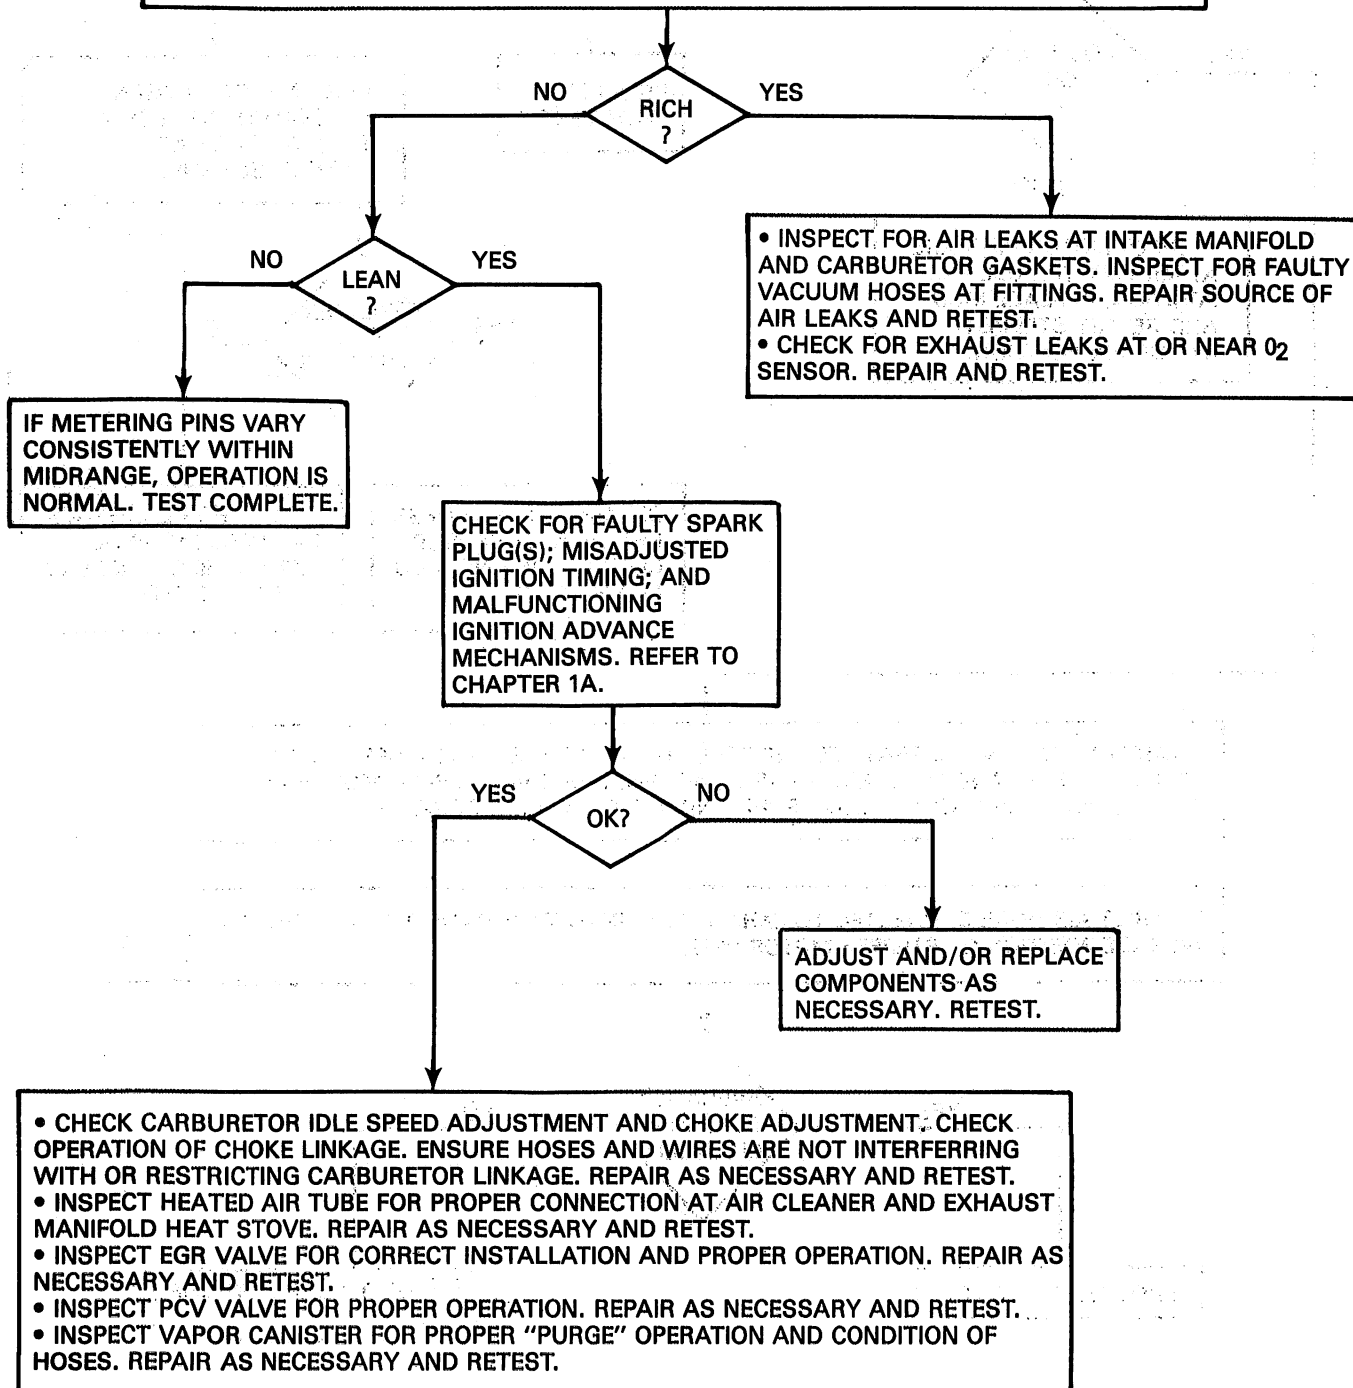 NO
RICH
?
YES
NO
LEAN
?
YES
• INSPECT FOR AIR LEAKS AT INTAKE MANIFOLD
AND CARBURETOR GASKETS. INSPECT FOR FAULTY
VACUUM HOSES AT FITTINGS. REPAIR SOURCE OF
AIR LEAKS AND RETEST.
• CHECK FOR EXHAUST LEAKS AT OR NEAR 02
SENSOR. REPAIR AND RETEST.
IF METERING PINS VARY
CONSISTENTLY WITHIN
MIDRANGE, OPERATION IS
NORMAL. TEST COMPLETE.
CHECK FOR FAULTY SPARK
PLUG(S); MISADJUSTED
IGNITION TIMING; AND
MALFUNCTIONING
IGNITION ADVANCE
MECHANISMS. REFER TO
CHAPTER 1A.
YES
OK?
NO
ADJUST AND/OR REPLACE
COMPONENTS AS
NECESSARY. RETEST.
• CHECK CARBURETOR IDLE SPEED ADJUSTMENT AND CHOKE ADJUSTMENT. CHECK
OPERATION OF CHOKE LINKAGE. ENSURE HOSES AND WIRES ARE NOT INTERFERRING
WITH OR RESTRICTING CARBURETOR LINKAGE. REPAIR AS NECESSARY AND RETEST.
• INSPECT HEATED AIR TUBE FOR PROPER CONNECTION AT AIR CLEANER AND EXHAUST
MANIFOLD HEAT STOVE. REPAIR AS NECESSARY AND RETEST.
• INSPECT EGR VALVE FOR CORRECT INSTALLATION AND PROPER OPERATION. REPAIR AS
NECESSARY AND RETEST.
• INSPECT PCV VALVE FOR PROPER OPERATION. REPAIR AS NECESSARY AND RETEST.
• INSPECT VAPOR CANISTER FOR PROPER "PURGE" OPERATION AND CONDITION OF
HOSES. REPAIR AS NECESSARY AND RETEST.